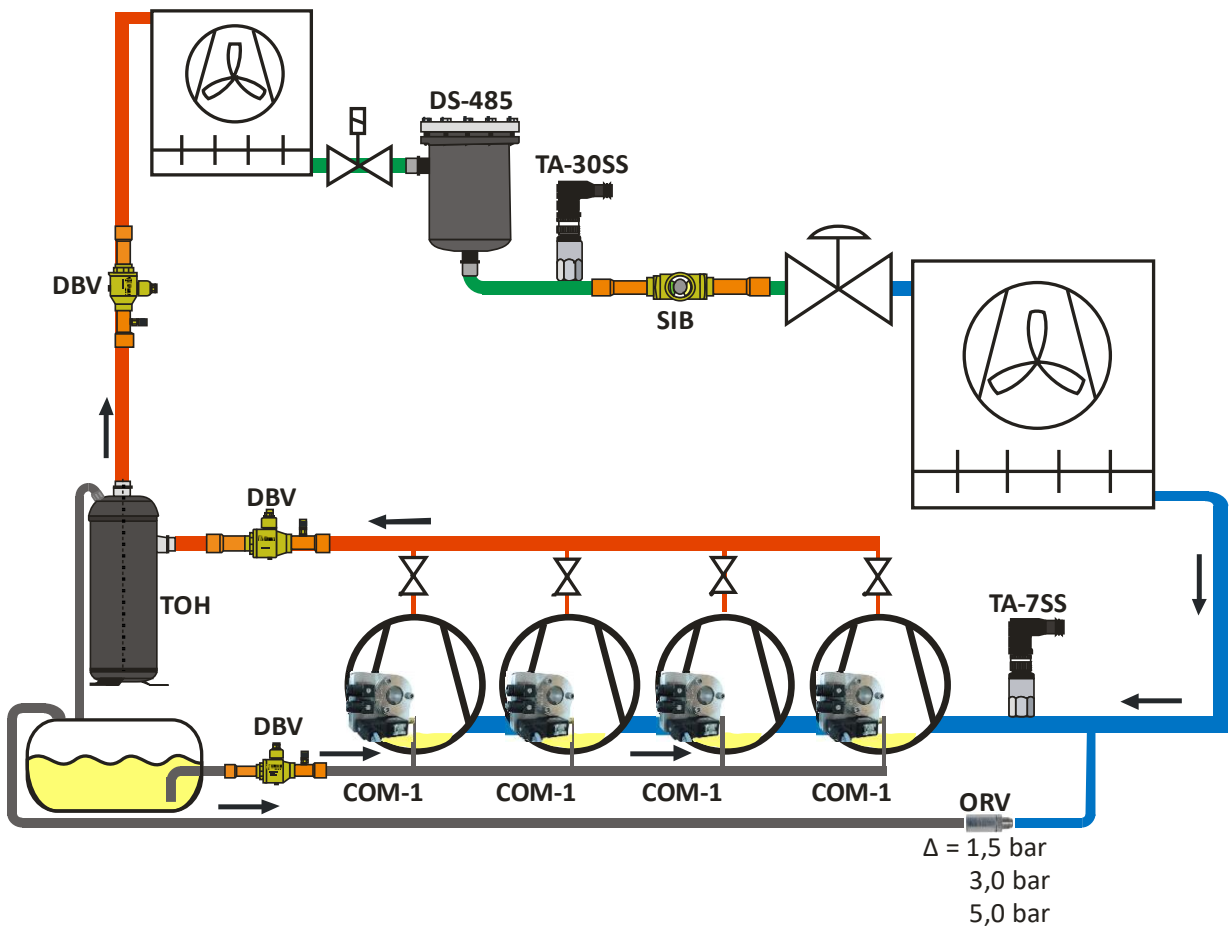 DS-485
TA-30SS
DBV
SIB
DBV
TOH
TA-7SS
DBV
COM-1
COM-1
COM-1
COM-1
ORV
Δ = 1,5 bar
3,0 bar
5,0 bar